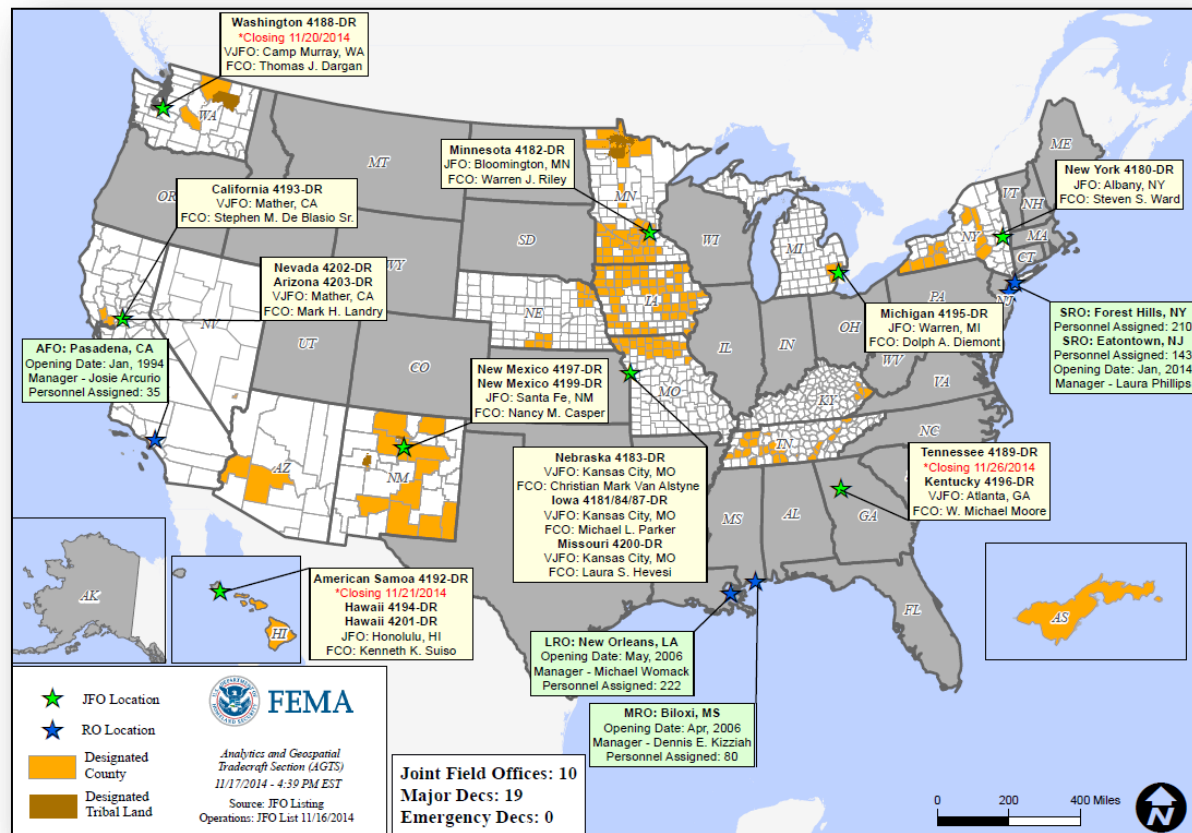 Washington 4188-DR
*Closing 11/20/2014
VJFO: Camp Murray, WA
FCO: Thomas J. Dargan
Minnesota 4182-DR
JFO: Bloomington, MN
FCO: Warren J. Riley
New York 4180-DR
JFO: Albany, NY
FCO: Steven S. Ward
California 4193-DR
VJFO: Mather, CA
FCO: Stephen M. De Blasio Sr.
Nevada 4202-DR
Arizona 4203-DR
VJFO: Mather, CA
FCO: Mark H. Landry
Michigan 4195-DR
JFO: Warren, MI
FCO: Dolph A. Diemont
SRO: Forest Hills, NY
Personnel Assigned: 210
SRO: Eatontown, NJ
Personnel Assigned: 143
Opening Date: Jan, 2014
Manager - Laura Phillips
AFO: Pasadena, CA
Opening Date: Jan, 1994
Manager - Josie Arcurio
Personnel Assigned: 35
New Mexico 4197-DR
New Mexico 4199-DR
JFO: Santa Fe, NM
FCO: Nancy M. Casper
Nebraska 4183-DR
VJFO: Kansas City, MO
FCO: Christian Mark Van Alstyne
Iowa 4181/84/87-DR
VJFO: Kansas City, MO
FCO: Michael L. Parker
Missouri 4200-DR
VJFO: Kansas City, MO
FCO: Laura S. Hevesi
Tennessee 4189-DR
*Closing 11/26/2014
Kentucky 4196-DR
VJFO: Atlanta, GA
FCO: W. Michael Moore
American Samoa 4192-DR
*Closing 11/21/2014
Hawaii 4194-DR
Hawaii 4201-DR
JFO: Honolulu, HI
FCO: Kenneth K. Suiso
LRO: New Orleans, LA
Opening Date: May, 2006
Manager - Michael Womack
Personnel Assigned: 222
MRO: Biloxi, MS
Opening Date: Apr, 2006
Manager - Dennis E. Kizziah
Personnel Assigned: 80
WA
MT
OR
MN
ME
VT
NH
NY
MA
CT
SD
WI
MI
WY
IA
NE
PA
NJ
NV
UT
CO
IL
IN
OH
WV
VA
MO
KY
NC
TN
AZ
NM
MS
AL
GA
FL
AK
HI
AS
JFO Location
RO Location
Designated
County
Designated
Tribal Land
FEMA
Analytics and Geospatial
Tradecraft Section (AGTS)
11/17/2014 - 4:39 PM EST
Source: JFO Listing
Operations: JFO List 11/16/2014
Joint Field Offices: 10
Major Decs: 19
Emergency Decs: 0
0 200 400 Miles
N